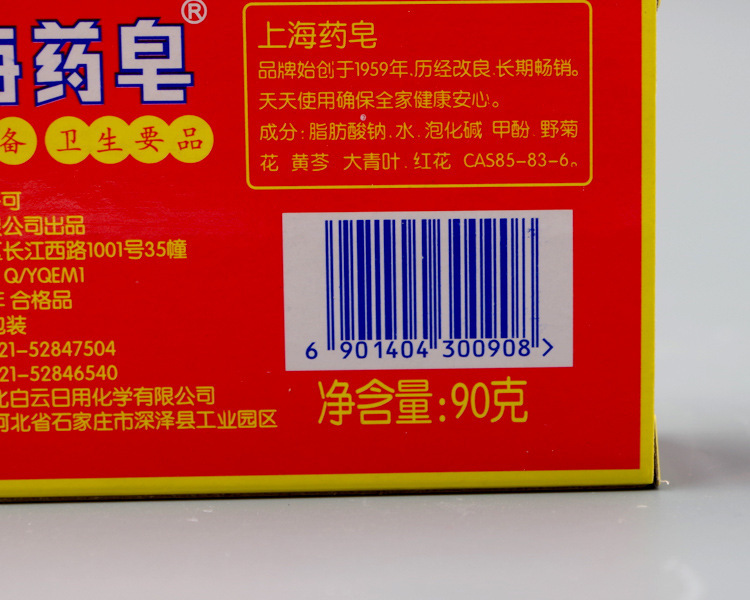 药皂®
备 卫生要品
可
公司出品
长江西路1001号35幢
Q/YQEM1
合格品
包装
21-52847504
21-52846540
北白云日用化学有限公司
河北省石家庄市深泽县工业园区
上海药皂
品牌始创于1959年.历经改良.长期畅销。
天天使用确保全家健康安心。
成分:脂肪酸钠.水.泡化碱 甲酚.野菊
花 黄芩 大青叶.红花 CAS85-83-6。
6 901404 300908 >
净含量:90克